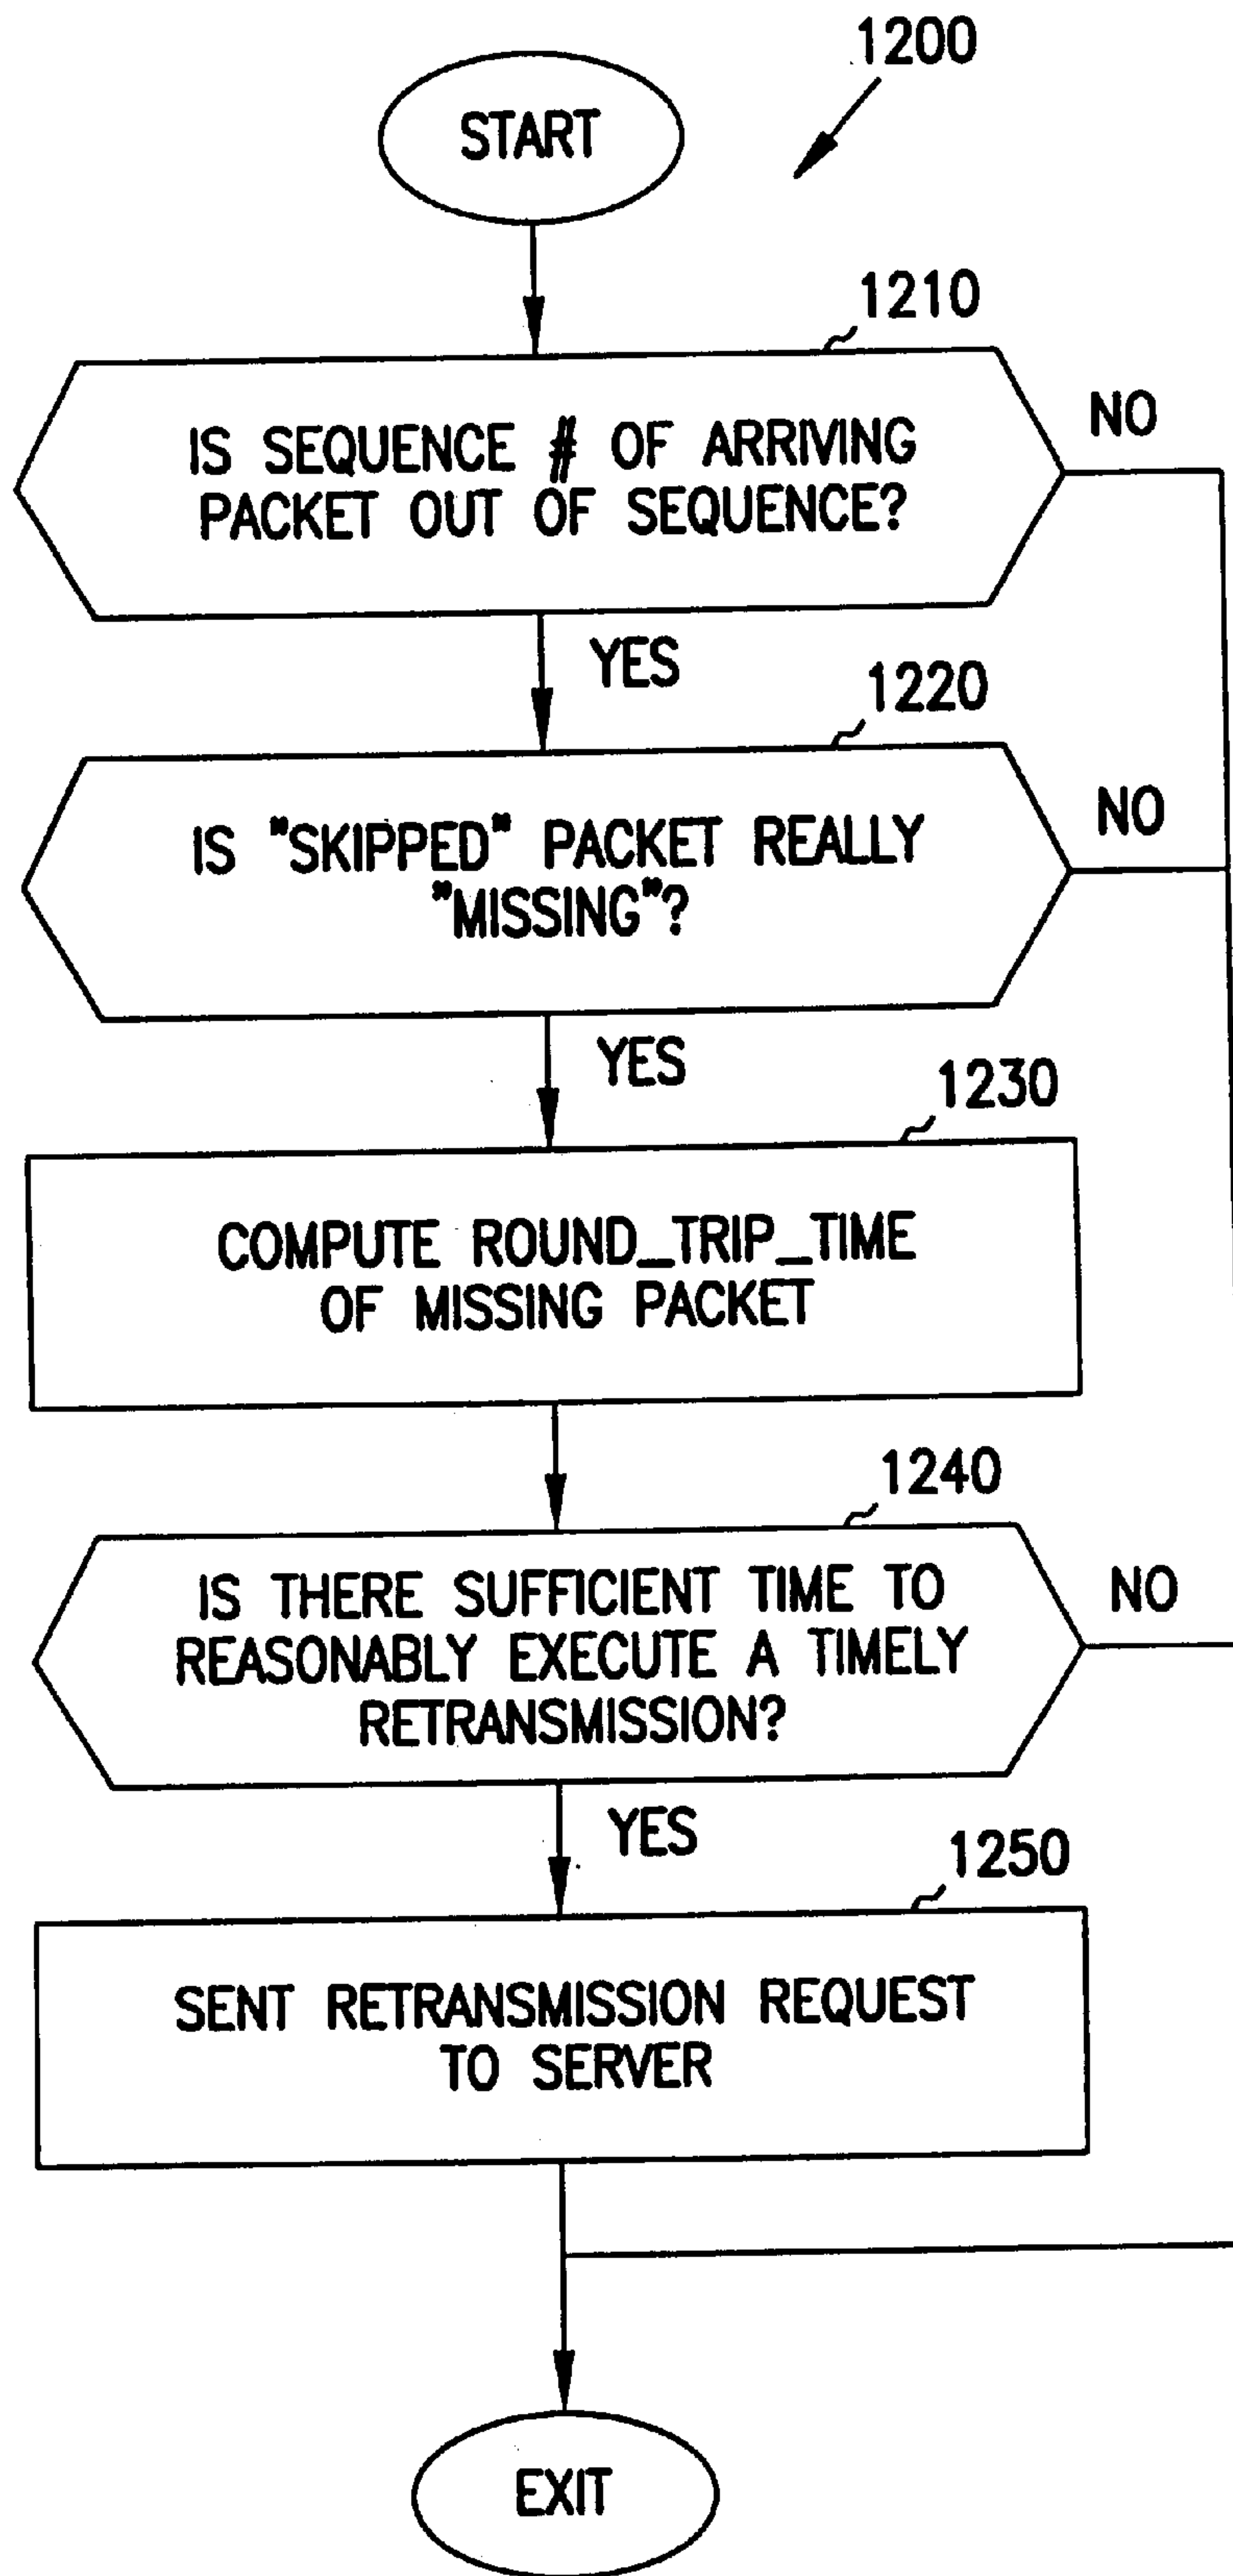 1200
START
1210
IS SEQUENCE # OF ARRIVING
PACKET OUT OF SEQUENCE?
NO
YES
1220
IS "SKIPPED" PACKET REALLY
"MISSING"?
NO
YES
1230
COMPUTE ROUND_TRIP_TIME
OF MISSING PACKET
1240
IS THERE SUFFICIENT TIME TO
REASONABLY EXECUTE A TIMELY
RETRANSMISSION?
NO
YES
1250
SENT RETRANSMISSION REQUEST
TO SERVER
EXIT